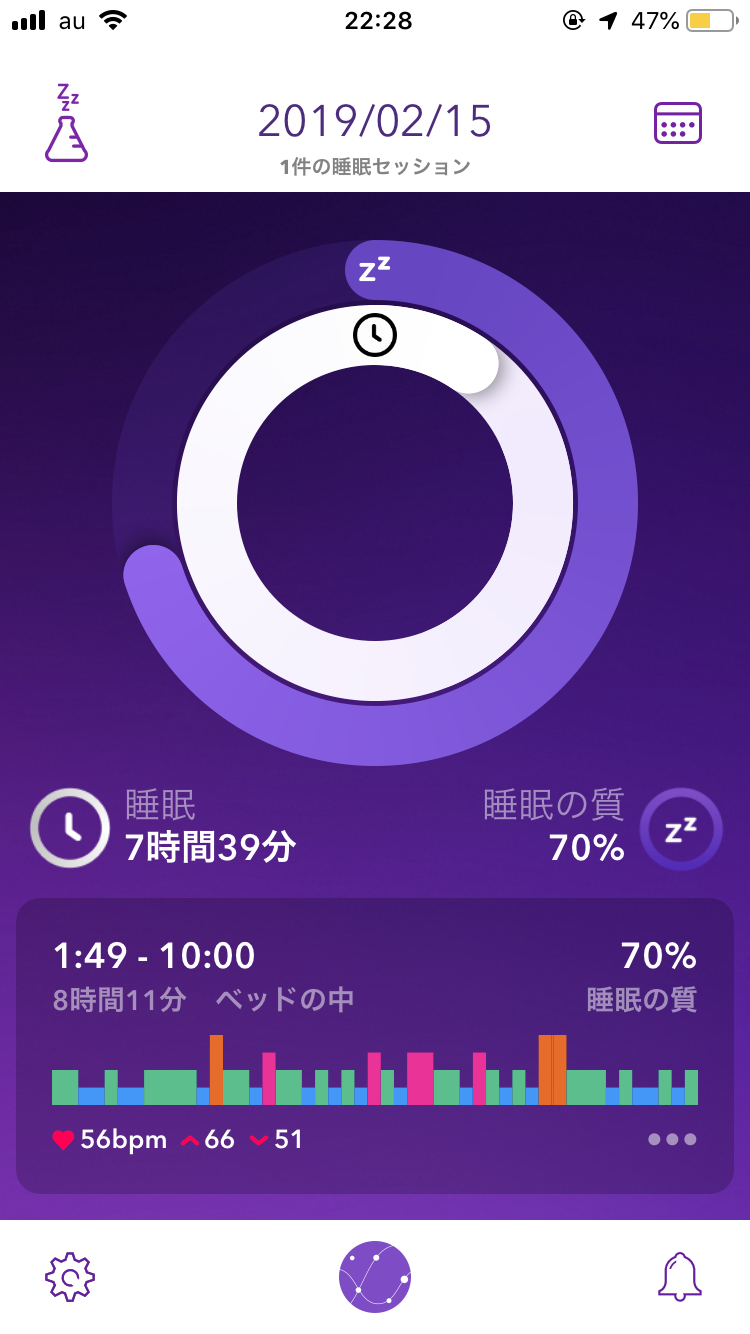 au 22:28 47%
zzz
2019/02/15
1件の睡眠セッション
zz
睡眠
7時間39分
睡眠の質
70%
zz
1:49 - 10:00 70%
8時間11分 ベッドの中 睡眠の質
56bpm 66 51